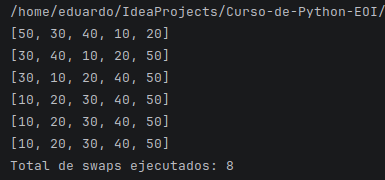 /home/eduardo/IdeaProjects/Curso-de-Python-EOI/
[50, 30, 40, 10, 20]
[30, 40, 10, 20, 50]
[30, 10, 20, 40, 50]
[10, 20, 30, 40, 50]
[10, 20, 30, 40, 50]
[10, 20, 30, 40, 50]
Total de swaps ejecutados: 8